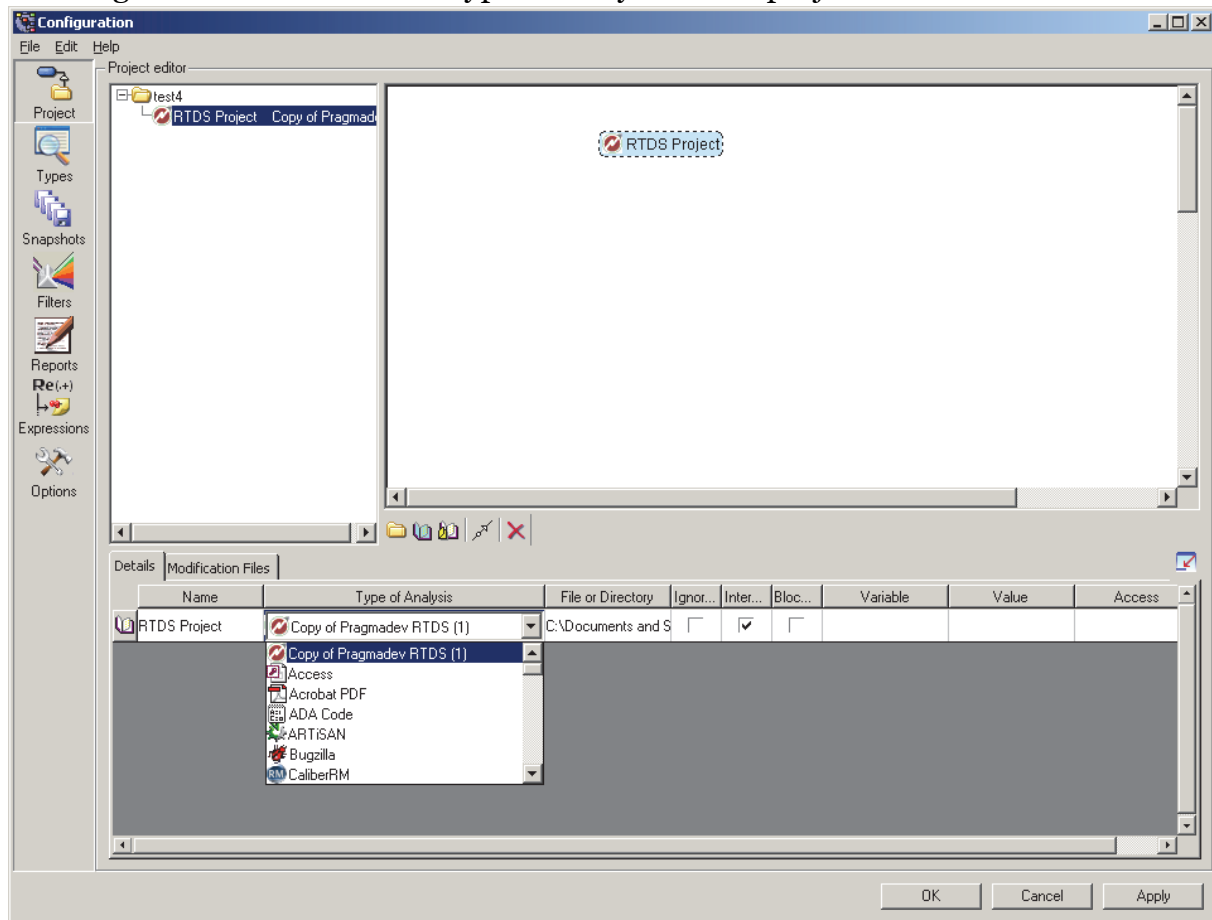 Configuration
File Edit Help
Project editor
Project
Types
Snapshots
Filters
Reports
Re(.+)
Expressions
Options
test4
RTDS Project Copy of Pragmade
RTDS Project
Details
Modification Files
Name
Type of Analysis
File or Directory
Ignor...
Inter...
Bloc...
Variable
Value
Access
RTDS Project
Copy of Pragmadev RTDS (1)
C:\Documents and S
Copy of Pragmadev RTDS (1)
Access
Acrobat PDF
ADA Code
ARTiSAN
Bugzilla
RM CaliberRM
OK
Cancel
Apply